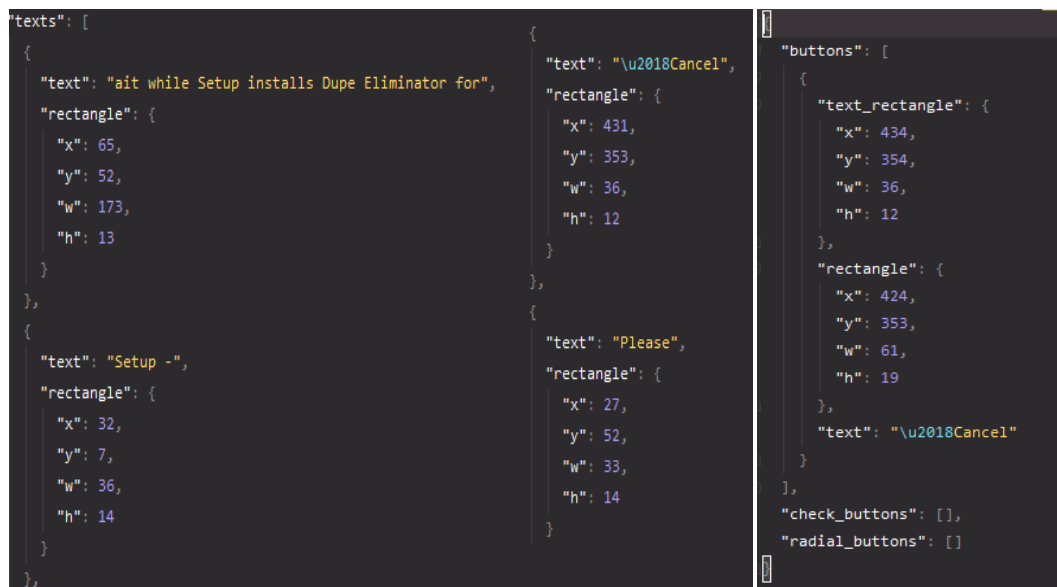 "texts": [
{
"text": "ait while Setup installs Dupe Eliminator for",
"rectangle": {
"x": 65,
"y": 52,
"w": 173,
"h": 13
}
},
{
"text": "Setup -",
"rectangle": {
"x": 32,
"y": 7,
"w": 36,
"h": 14
}
},
{
"text": "\u2018Cancel",
"rectangle": {
"x": 431,
"y": 353,
"w": 36,
"h": 12
}
},
{
"text": "Please",
"rectangle": {
"x": 27,
"y": 52,
"w": 33,
"h": 14
}
{
"buttons": [
{
"text_rectangle": {
"x": 434,
"y": 354,
"w": 36,
"h": 12
},
"rectangle": {
"x": 424,
"y": 353,
"w": 61,
"h": 19
},
"text": "\u2018Cancel"
}
],
"check_buttons": [],
"radial_buttons": []
}